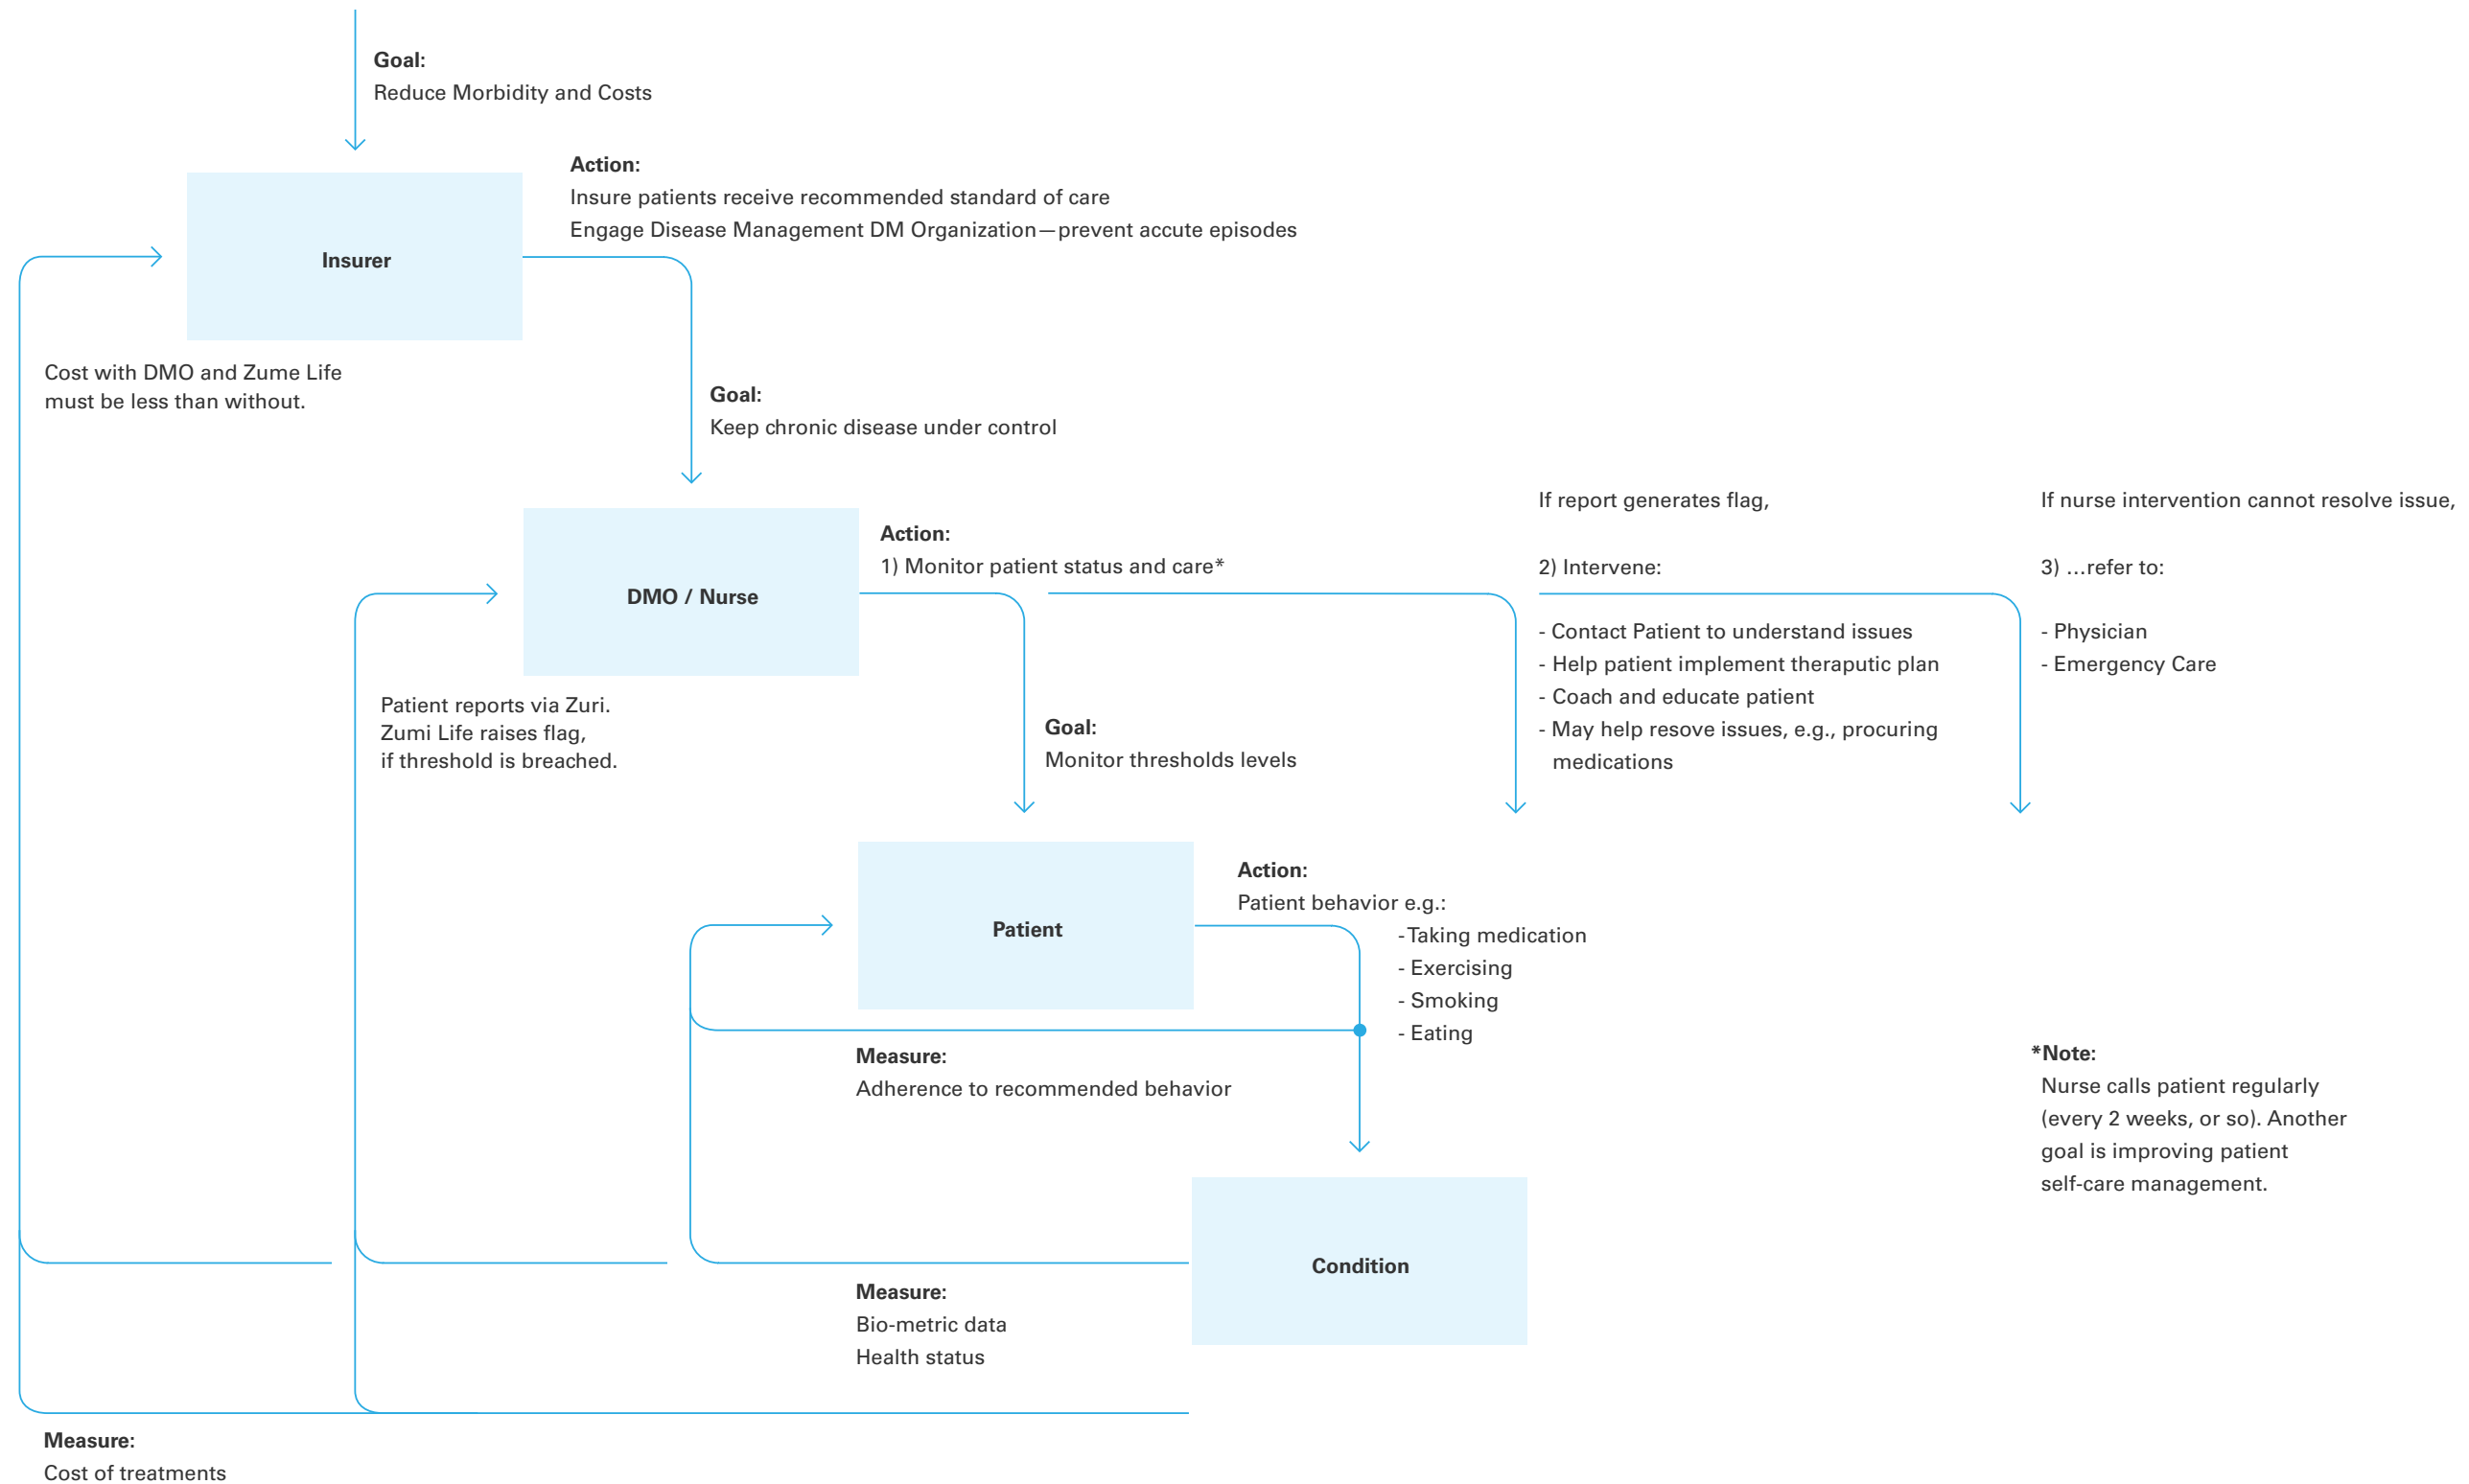 Goal:
Reduce Morbidity and Costs
Action:
Insure patients receive recommended standard of care
Engage Disease Management DM Organization—prevent accute episodes
Insurer
Cost with DMO and Zume Life
must be less than without.
Goal:
Keep chronic disease under control
DMO / Nurse
Action:
1) Monitor patient status and care*
If report generates flag,
2) Intervene:
- Contact Patient to understand issues
- Help patient implement theraputic plan
- Coach and educate patient
- May help resove issues, e.g., procuring
medications
If nurse intervention cannot resolve issue,
3) ...refer to:
- Physician
- Emergency Care
Patient reports via Zuri.
Zumi Life raises flag,
if threshold is breached.
Goal:
Monitor thresholds levels
Patient
Action:
Patient behavior e.g.:
- Taking medication
- Exercising
- Smoking
- Eating
Measure:
Adherence to recommended behavior
*Note:
Nurse calls patient regularly
(every 2 weeks, or so). Another
goal is improving patient
self-care management.
Condition
Measure:
Bio-metric data
Health status
Measure:
Cost of treatments